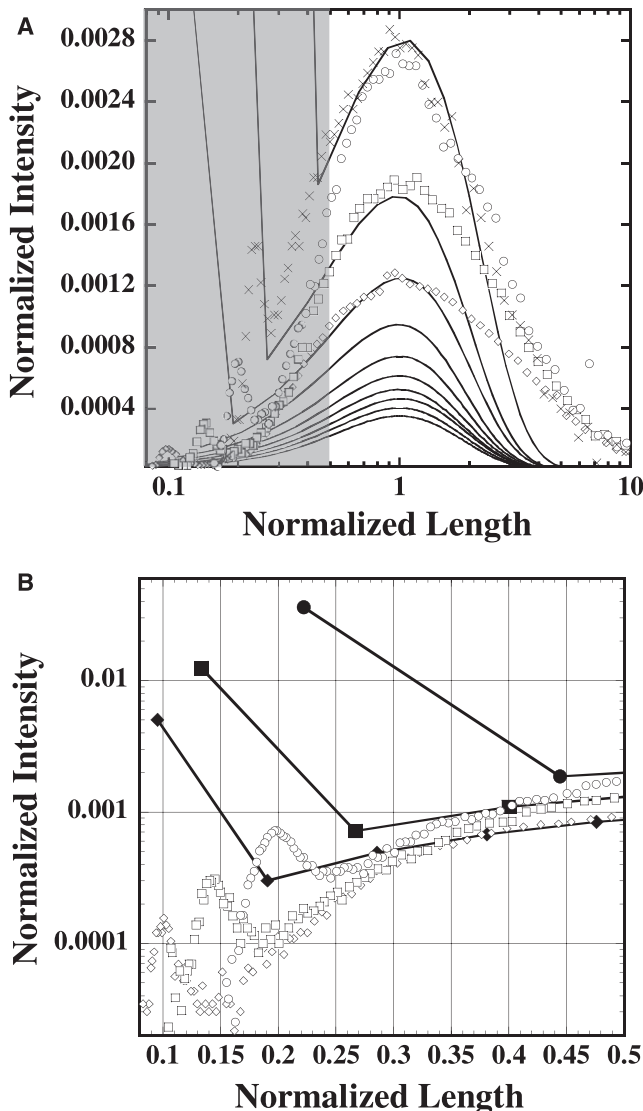 A
Normalized Intensity
0.0028
0.0024
0.0020
0.0016
0.0012
0.0008
0.0004
0.1 1 10
Normalized Length
B
Normalized Intensity
0.01
0.001
0.0001
0.1 0.15 0.2 0.25 0.3 0.35 0.4 0.45 0.5
Normalized Length